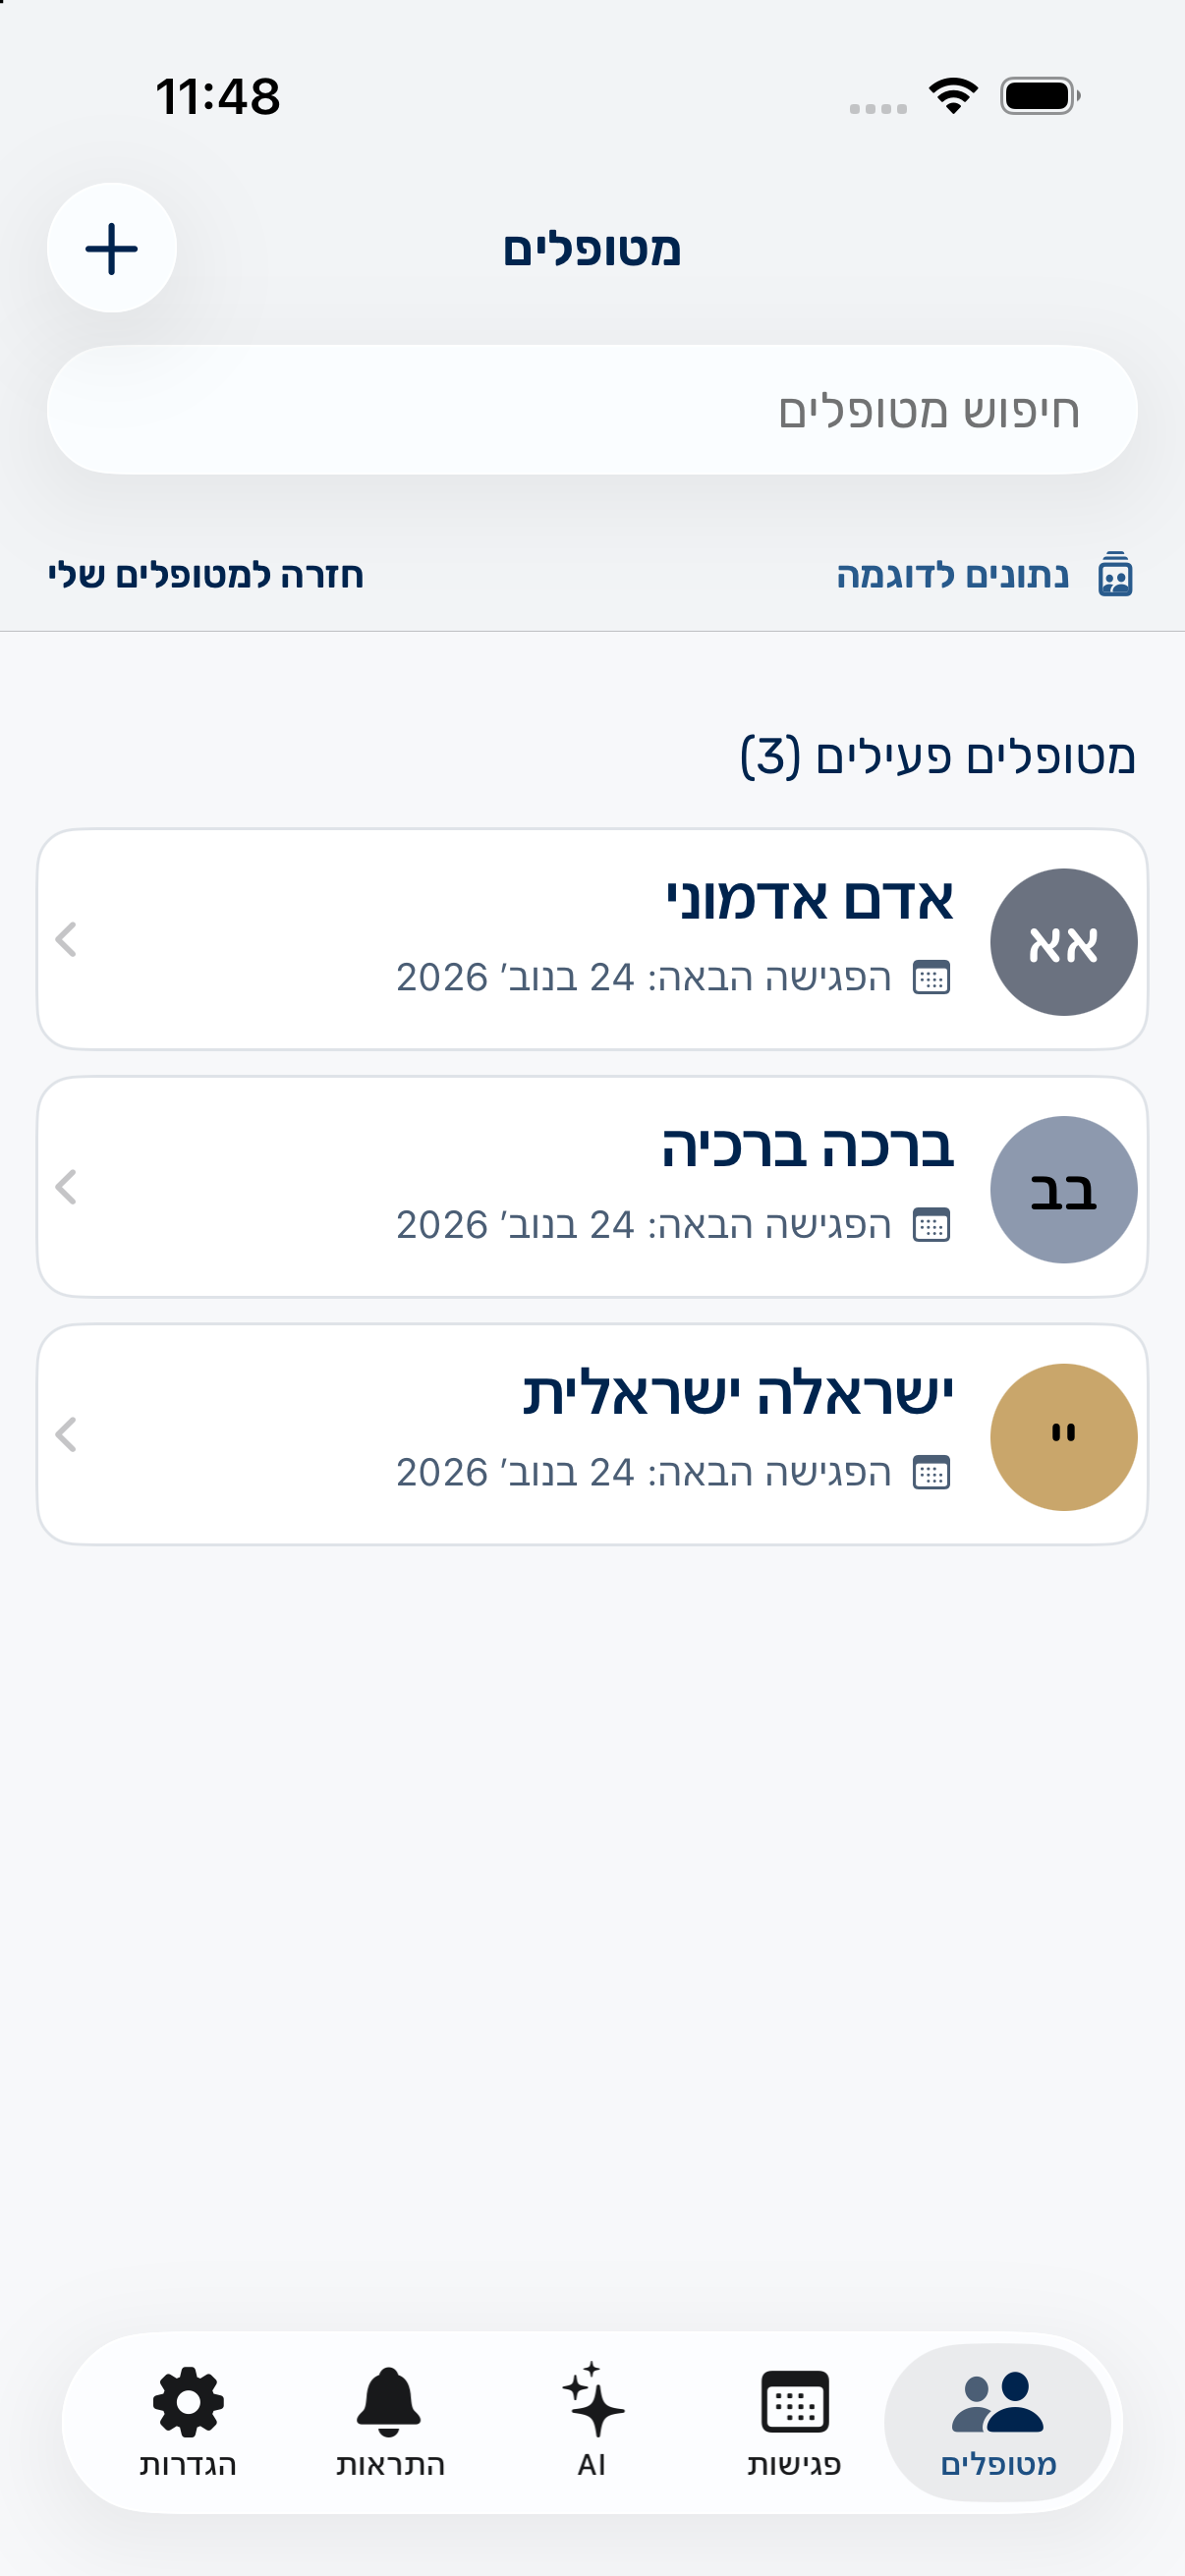 11:48
מטופלים
חיפוש מטופלים
נתונים לדוגמה
חזרה למטופלים שלי
מטופלים פעילים (3)
אא
אדם אדמוני
הפגישה הבאה: 24 בנוב׳ 2026
בב
ברכה ברכיה
הפגישה הבאה: 24 בנוב׳ 2026
יי
ישראלה ישראלית
הפגישה הבאה: 24 בנוב׳ 2026
מטופלים
פגישות
AI
התראות
הגדרות